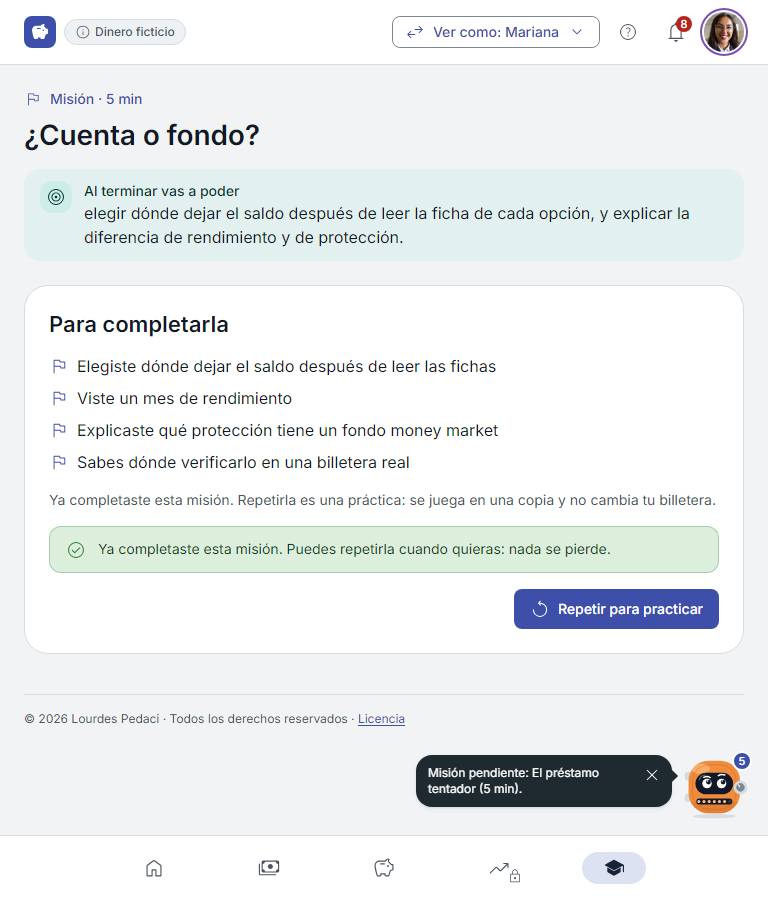 Dinero ficticio
Ver como: Mariana
8
Misión · 5 min
¿Cuenta o fondo?
Al terminar vas a poder
elegir dónde dejar el saldo después de leer la ficha de cada opción, y explicar la
diferencia de rendimiento y de protección.
Para completarla
Elegiste dónde dejar el saldo después de leer las fichas
Viste un mes de rendimiento
Explicaste qué protección tiene un fondo money market
Sabes dónde verificarlo en una billetera real
Ya completaste esta misión. Repetirla es una práctica: se juega en una copia y no cambia tu billetera.
Ya completaste esta misión. Puedes repetirla cuando quieras: nada se pierde.
Repetir para practicar
© 2026 Lourdes Pedaci · Todos los derechos reservados · Licencia
Misión pendiente: El préstamo
tentador (5 min).
5